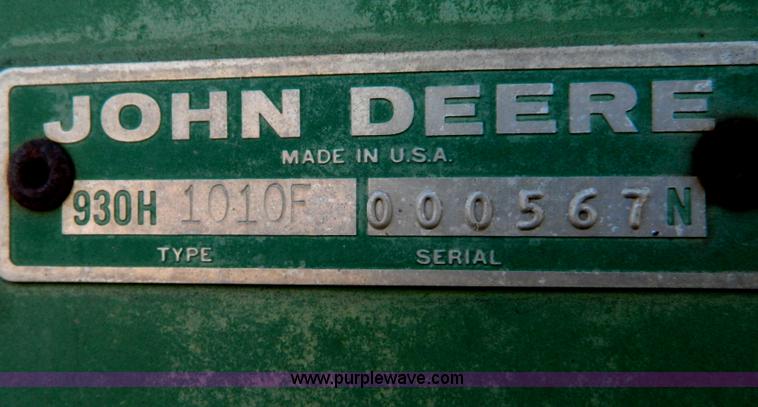 JOHN DEERE
MADE IN U.S.A.
930H 1010F 000567N
TYPE SERIAL
www.purplewave.com